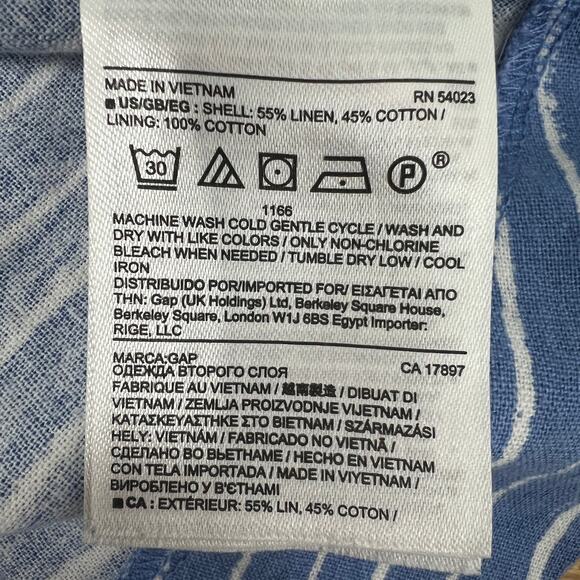 MADE IN VIETNAM RN 54023
US/GB/EG : SHELL: 55% LINEN, 45% COTTON /
LINING: 100% COTTON
30 P ®
1166
MACHINE WASH COLD GENTLE CYCLE / WASH AND
DRY WITH LIKE COLORS / ONLY NON-CHLORINE
BLEACH WHEN NEEDED / TUMBLE DRY LOW / COOL
IRON
DISTRIBUIDO POR/IMPORTED FOR/ ΕΙΣΑΓΕΤΑΙ ΑΠΟ
ΤΗΝ: Gap (UK Holdings) Ltd, Berkeley Square House,
Berkeley Square, London W1J 6BS Egypt Importer:
RIGE, LLC
MARCA:GAP CA 17897
ОДЕЖДА ВТОРОГО СЛОЯ
FABRIQUE AU VIETNAM / 越南製造 / DIBUAT DI
VIETNAM / ZEMLJA PROIZVODNJE VIJETNAM /
ΚΑΤΑΣΚΕΥΑΣΤΗΚΕ ΣΤΟ ΒΙΕΤΝΑΜ / SZÁRMAZÁSI
HELY: VIETNÁM / FABRICADO NO VIETNÃ /
СДЕЛАНО ВО ВЬЕТНАМЕ / HECHO EN VIETNAM
CON TELA IMPORTADA / MADE IN VIYETNAM /
ВИРОБЛЕНО У В'ЄТНАМІ
CA : EXTÉRIEUR: 55% LIN, 45% COTON /